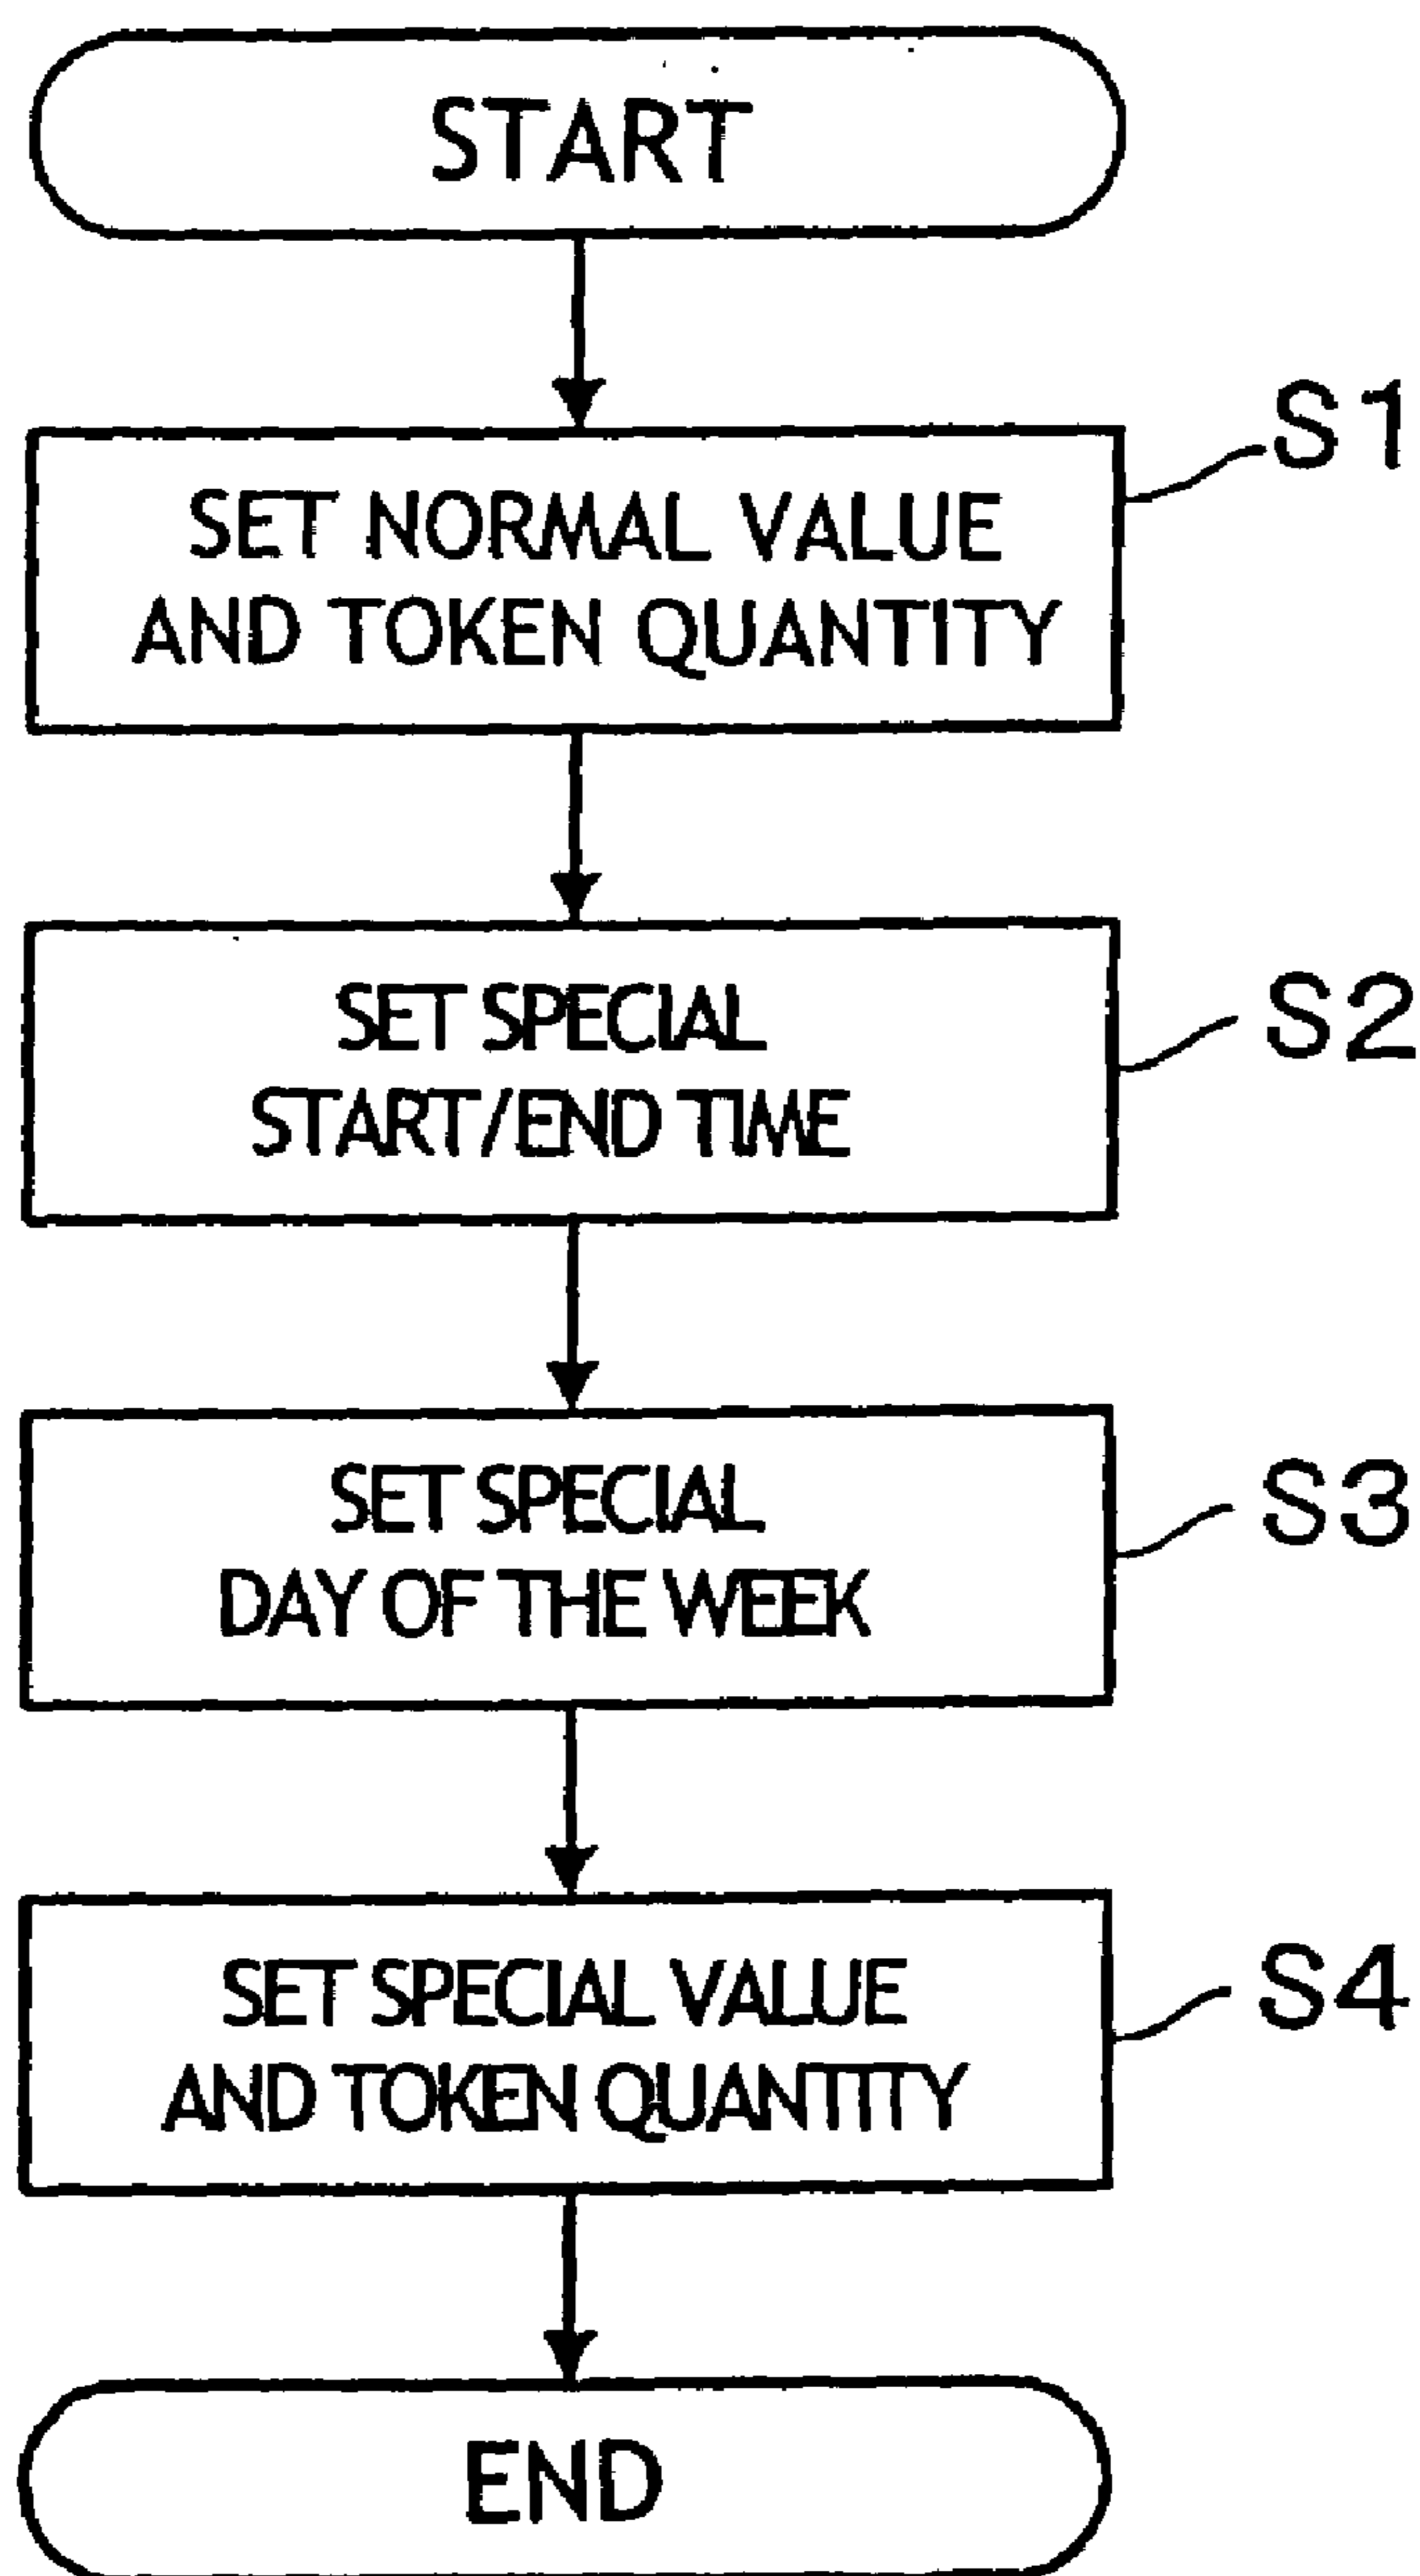 START
S1
SET NORMAL VALUE
AND TOKEN QUANTITY
S2
SET SPECIAL
START/END TIME
S3
SET SPECIAL
DAY OF THE WEEK
S4
SET SPECIAL VALUE
AND TOKEN QUANTITY
END